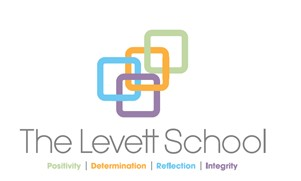 The Levett School
Positivity | Determination | Reflection | Integrity